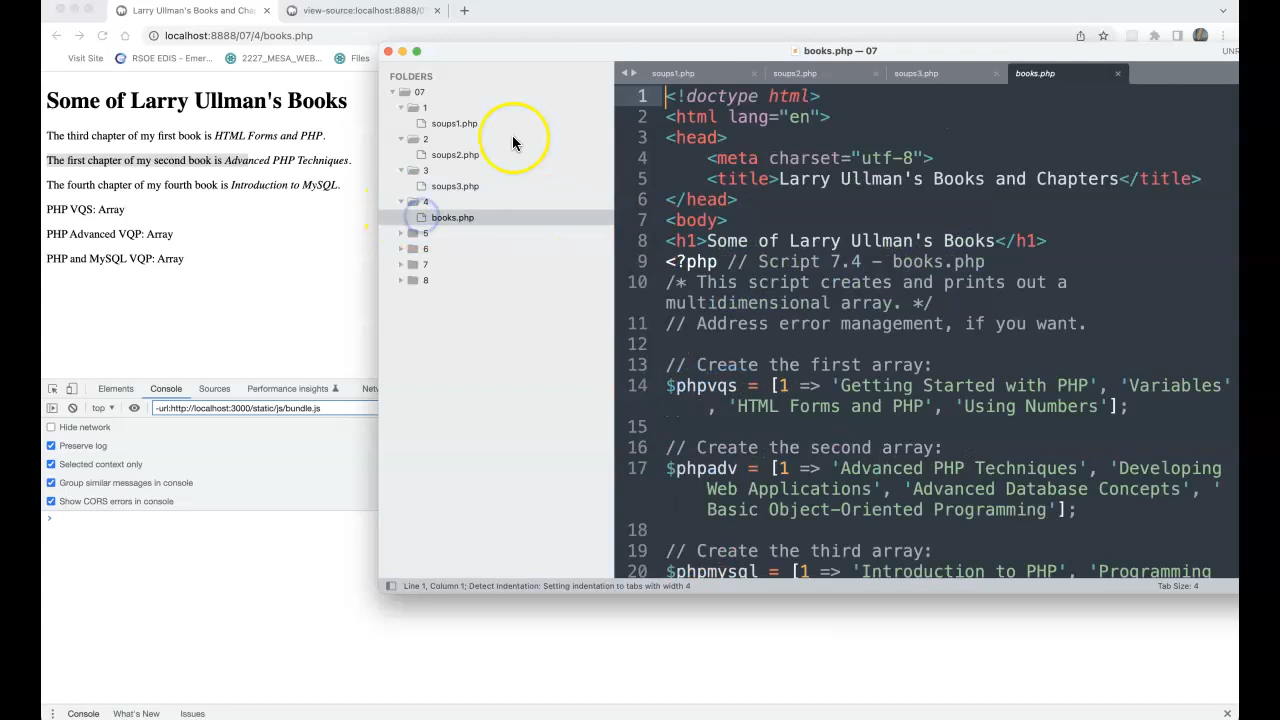 Larry Ullman's Books and Cha
view-source:localhost:8888/07/
localhost:8888/07/4/books.php
Visit Site
RSOE EDIS - Emer...
2227_MESA_WEB...
Files
Some of Larry Ullman's Books
The third chapter of my first book is HTML Forms and PHP.
The first chapter of my second book is Advanced PHP Techniques.
The fourth chapter of my fourth book is Introduction to MySQL.
PHP VQS: Array
PHP Advanced VQP: Array
PHP and MySQL VQP: Array
Elements
Console
Sources
Performance insights
Net
top
-url:http://localhost:3000/static/js/bundle.js
Hide network
Preserve log
Selected context only
Group similar messages in console
Show CORS errors in console
Console
What's New
Issues
books.php — 07
UNR
FOLDERS
07
1
soups1.php
2
soups2.php
3
soups3.php
4
books.php
5
6
7
8
soups1.php
soups2.php
soups3.php
books.php
1 <!doctype html>
2 <html lang="en">
3 <head>
4 <meta charset="utf-8">
5 <title>Larry Ullman's Books and Chapters</title>
6 </head>
7 <body>
8 <h1>Some of Larry Ullman's Books</h1>
9 <?php // Script 7.4 - books.php
10 /* This script creates and prints out a
multidimensional array. */
11 // Address error management, if you want.
12
13 // Create the first array:
14 $phpvqs = [1 => 'Getting Started with PHP', 'Variables'
, 'HTML Forms and PHP', 'Using Numbers'];
15
16 // Create the second array:
17 $phpadv = [1 => 'Advanced PHP Techniques', 'Developing
Web Applications', 'Advanced Database Concepts', '
Basic Object-Oriented Programming'];
18
19 // Create the third array:
20 $phpmysql = [1 => 'Introduction to PHP', 'Programming
Line 1, Column 1; Detect Indentation: Setting indentation to tabs with width 4
Tab Size: 4